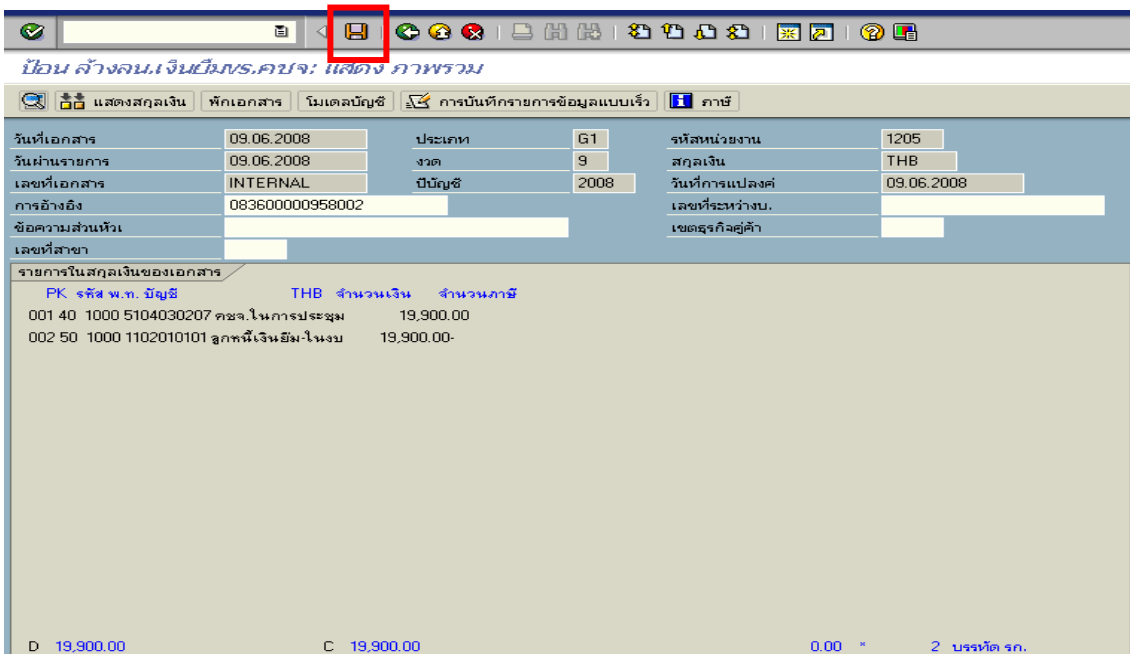 ป้อน ล้างลน.เงินยืมvs.คชจ: แสดง ภาพรวม
แสดงสกุลเงิน พักเอกสาร โมเดลบัญชี การบันทึกรายการข้อมูลแบบเร็ว ภาษี
วันที่เอกสาร 09.06.2008 ประเภท G1 รหัสหน่วยงาน 1205
วันผ่านรายการ 09.06.2008 งวด 9 สกุลเงิน THB
เลขที่เอกสาร INTERNAL ปีบัญชี 2008 วันที่การแปลงค่ 09.06.2008
การอ้างอิง 083600000958002 เลขที่ระหว่างบ.
ข้อความส่วนหัวเ เขตธุรกิจคู่ค้า
เลขที่สาขา
รายการในสกุลเงินของเอกสาร
PK รหัส พ.ท. บัญชี THB จำนวนเงิน จำนวนภาษี
001 40 1000 5104030207 คชจ.ในการประชุม 19,900.00
002 50 1000 1102010101 ลูกหนี้เงินยืม-ในงบ 19,900.00-
D 19,900.00 C 19,900.00 0.00 * 2 บรรทัด รก.